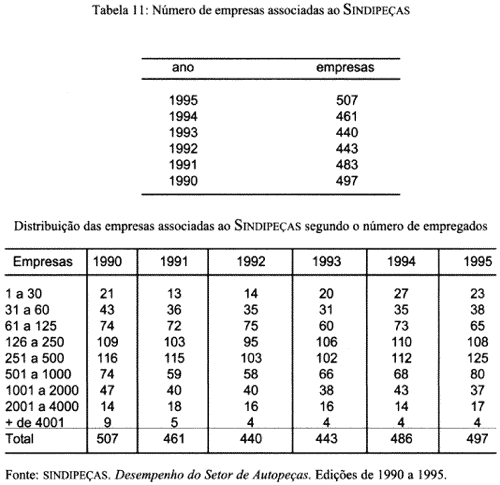 Tabela 11: Número de empresas associadas ao SINDIPEÇAS
ano empresas
1995 507
1994 461
1993 440
1992 443
1991 483
1990 497
Distribuição das empresas associadas ao SINDIPEÇAS segundo o número de empregados
Empresas 1990 1991 1992 1993 1994 1995
1 a 30 21 13 14 20 27 23
31 a 60 43 36 35 31 35 38
61 a 125 74 72 75 60 73 65
126 a 250 109 103 95 106 110 108
251 a 500 116 115 103 102 112 125
501 a 1000 74 59 58 66 68 80
1001 a 2000 47 40 40 38 43 37
2001 a 4000 14 18 16 16 14 17
+ de 4001 9 5 4 4 4 4
Total 507 461 440 443 486 497
Fonte: SINDIPEÇAS. Desempenho do Setor de Autopeças. Edições de 1990 a 1995.